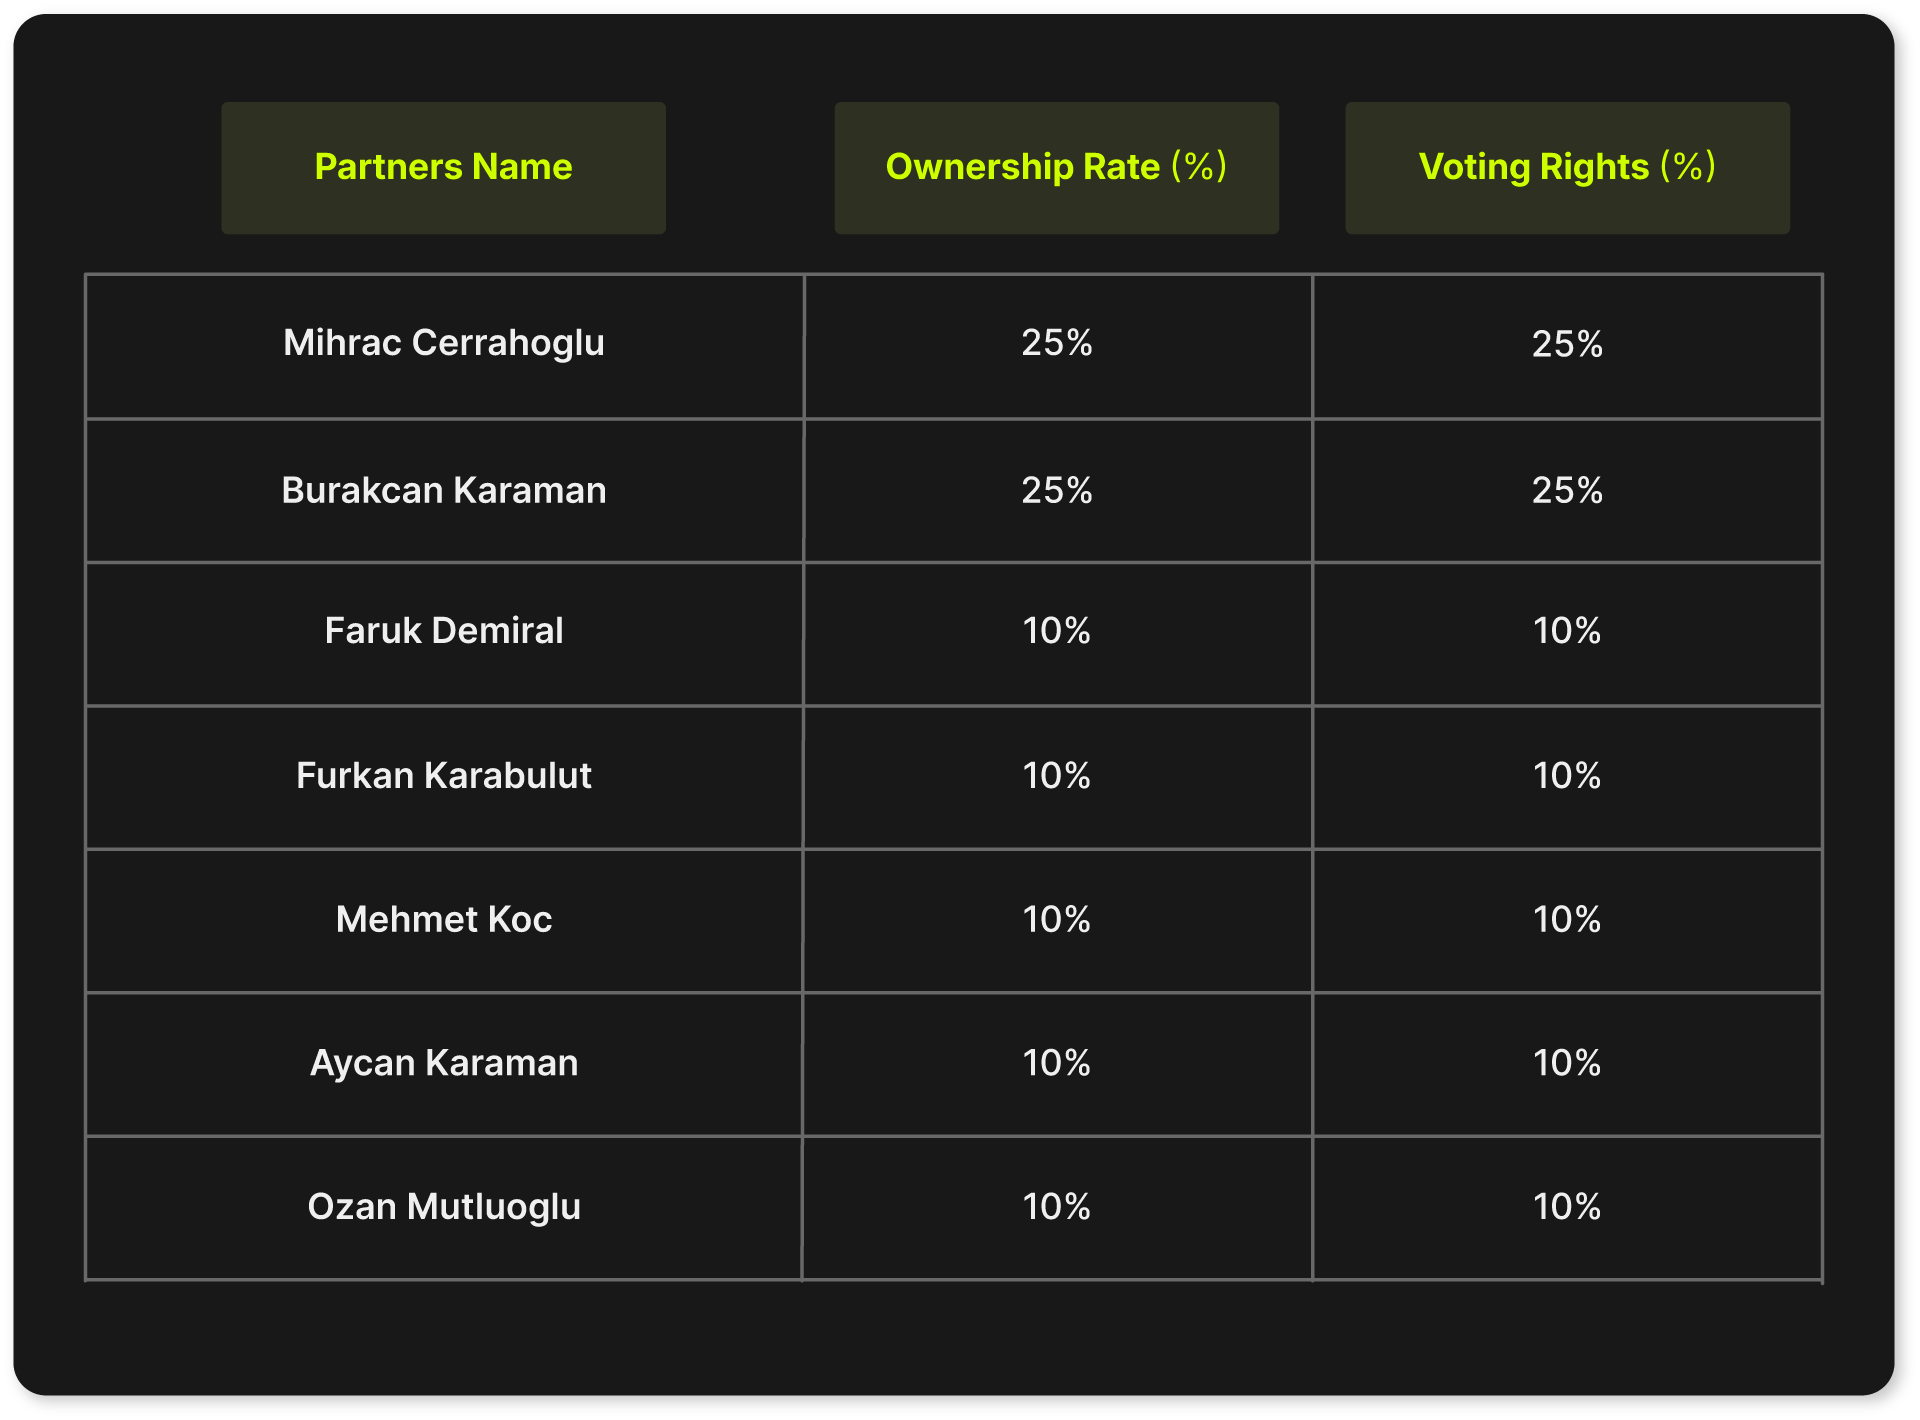 Partners Name Ownership Rate (%) Voting Rights (%)
Mihrac Cerrahoglu 25% 25%
Burakcan Karaman 25% 25%
Faruk Demiral 10% 10%
Furkan Karabulut 10% 10%
Mehmet Koc 10% 10%
Aycan Karaman 10% 10%
Ozan Mutluoglu 10% 10%